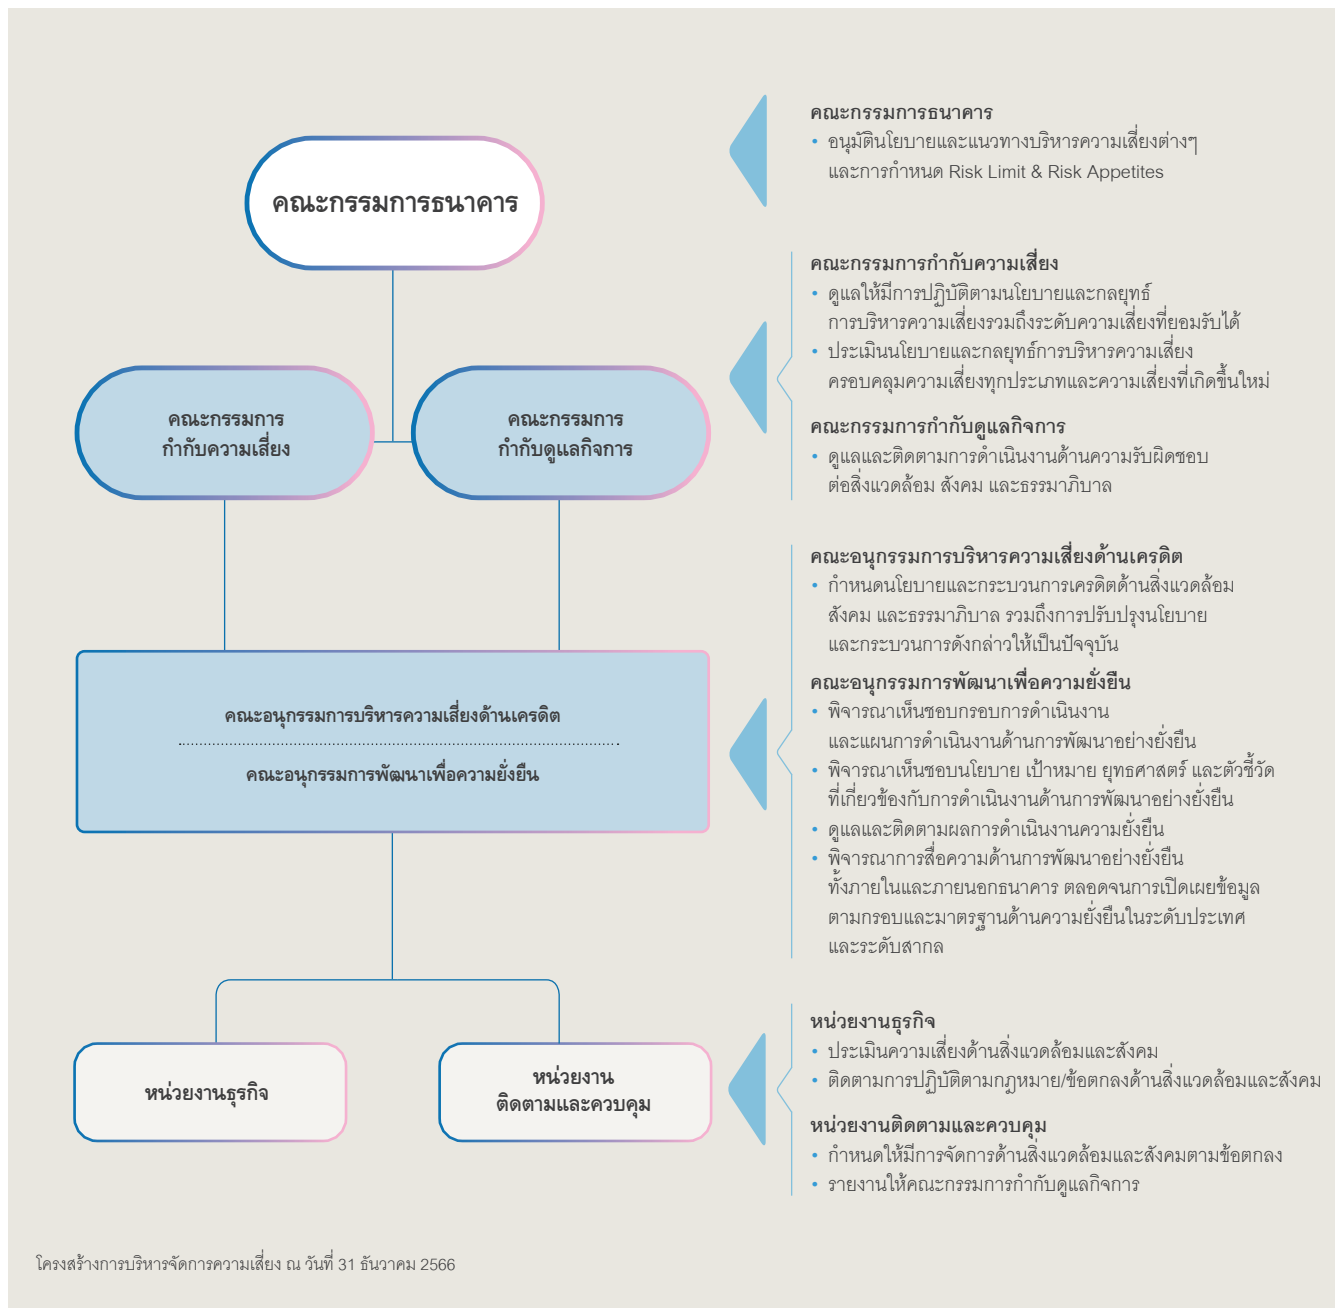 คณะกรรมการธนาคาร
คณะกรรมการ
กำกับความเสี่ยง
คณะกรรมการ
กำกับดูแลกิจการ
คณะอนุกรรมการบริหารความเสี่ยงด้านเครดิต
คณะอนุกรรมการพัฒนาเพื่อความยั่งยืน
หน่วยงานธุรกิจ
หน่วยงาน
ติดตามและควบคุม
คณะกรรมการธนาคาร
• อนุมัตินโยบายและแนวทางบริหารความเสี่ยงต่างๆ
และการกำหนด Risk Limit & Risk Appetites
คณะกรรมการกำกับความเสี่ยง
• ดูแลให้มีการปฏิบัติตามนโยบายและกลยุทธ์
การบริหารความเสี่ยงรวมถึงระดับความเสี่ยงที่ยอมรับได้
• ประเมินนโยบายและกลยุทธ์การบริหารความเสี่ยง
ครอบคลุมความเสี่ยงทุกประเภทและความเสี่ยงที่เกิดขึ้นใหม่
คณะกรรมการกำกับดูแลกิจการ
• ดูแลและติดตามการดำเนินงานด้านความรับผิดชอบ
ต่อสิ่งแวดล้อม สังคม และธรรมาภิบาล
คณะอนุกรรมการบริหารความเสี่ยงด้านเครดิต
• กำหนดนโยบายและกระบวนการเครดิตด้านสิ่งแวดล้อม
สังคม และธรรมาภิบาล รวมถึงการปรับปรุงนโยบาย
และกระบวนการดังกล่าวให้เป็นปัจจุบัน
คณะอนุกรรมการพัฒนาเพื่อความยั่งยืน
• พิจารณาเห็นชอบกรอบการดำเนินงาน
และแผนการดำเนินงานด้านการพัฒนาอย่างยั่งยืน
• พิจารณาเห็นชอบนโยบาย เป้าหมาย ยุทธศาสตร์ และตัวชี้วัด
ที่เกี่ยวข้องกับการดำเนินงานด้านการพัฒนาอย่างยั่งยืน
• ดูแลและติดตามผลการดำเนินงานความยั่งยืน
• พิจารณาการสื่อความด้านการพัฒนาอย่างยั่งยืน
ทั้งภายในและภายนอกธนาคาร ตลอดจนการเปิดเผยข้อมูล
ตามกรอบและมาตรฐานด้านความยั่งยืนในระดับประเทศ
และระดับสากล
หน่วยงานธุรกิจ
• ประเมินความเสี่ยงด้านสิ่งแวดล้อมและสังคม
• ติดตามการปฏิบัติตามกฎหมาย/ข้อตกลงด้านสิ่งแวดล้อมและสังคม
หน่วยงานติดตามและควบคุม
• กำหนดให้มีการจัดการด้านสิ่งแวดล้อมและสังคมตามข้อตกลง
• รายงานให้คณะกรรมการกำกับดูแลกิจการ
โครงสร้างการบริหารจัดการความเสี่ยง ณ วันที่ 31 ธันวาคม 2566